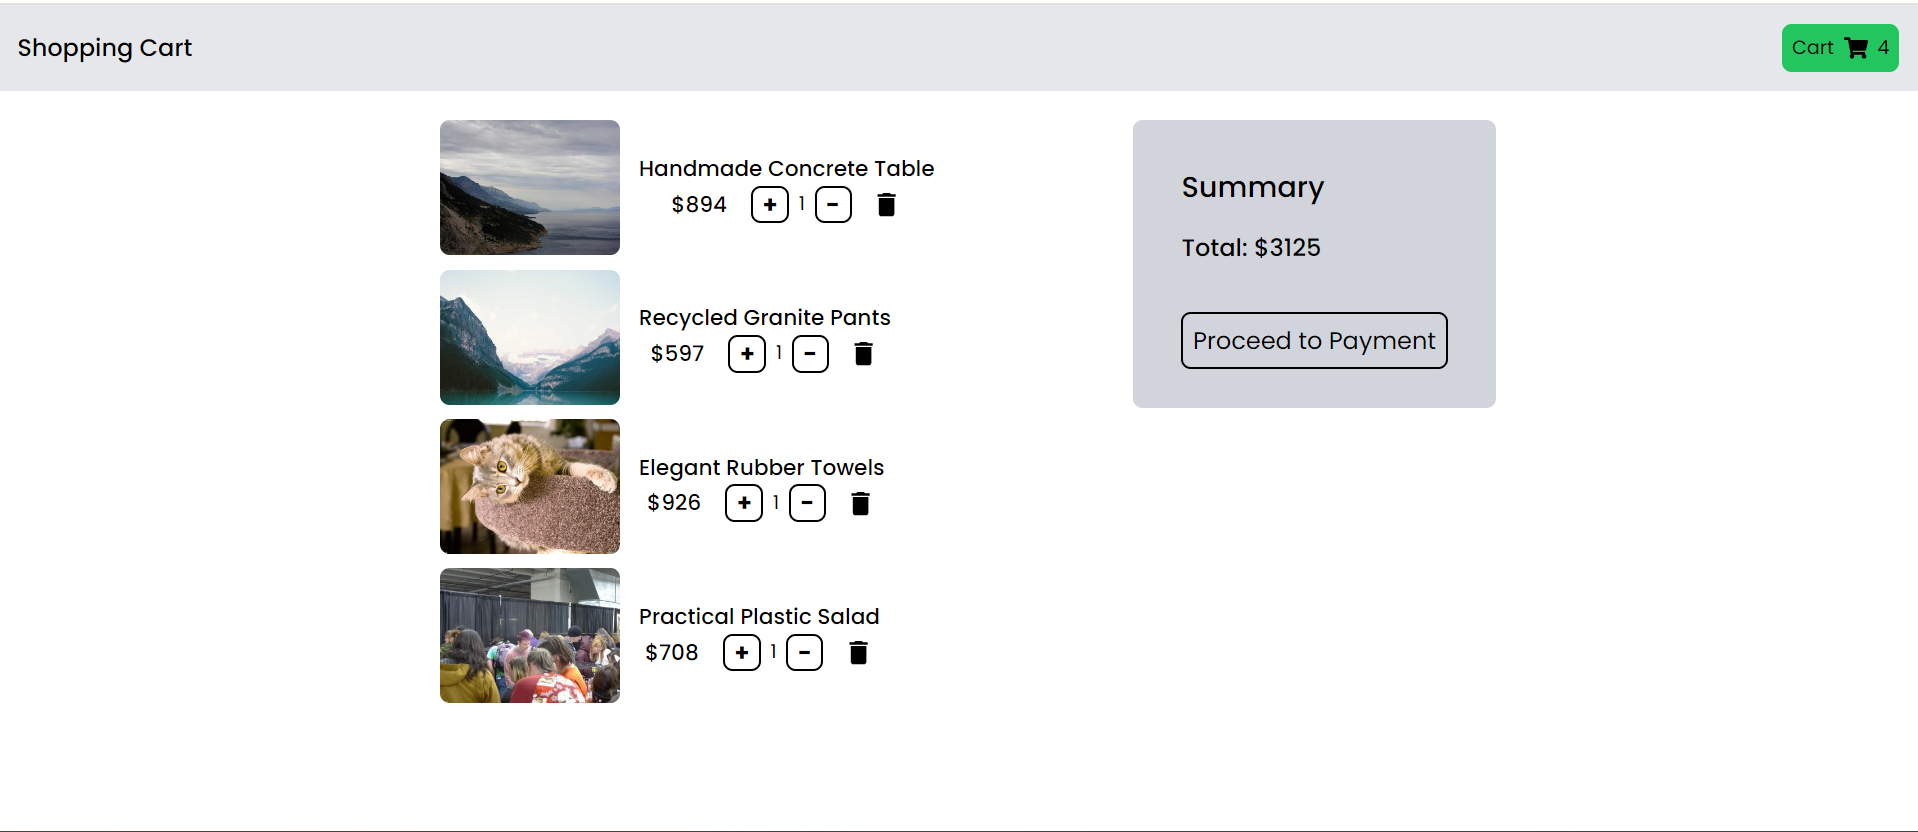 Shopping Cart
Cart 4
Handmade Concrete Table
$894 + 1 -
Recycled Granite Pants
$597 + 1 -
Elegant Rubber Towels
$926 + 1 -
Practical Plastic Salad
$708 + 1 -
Summary
Total: $3125
Proceed to Payment